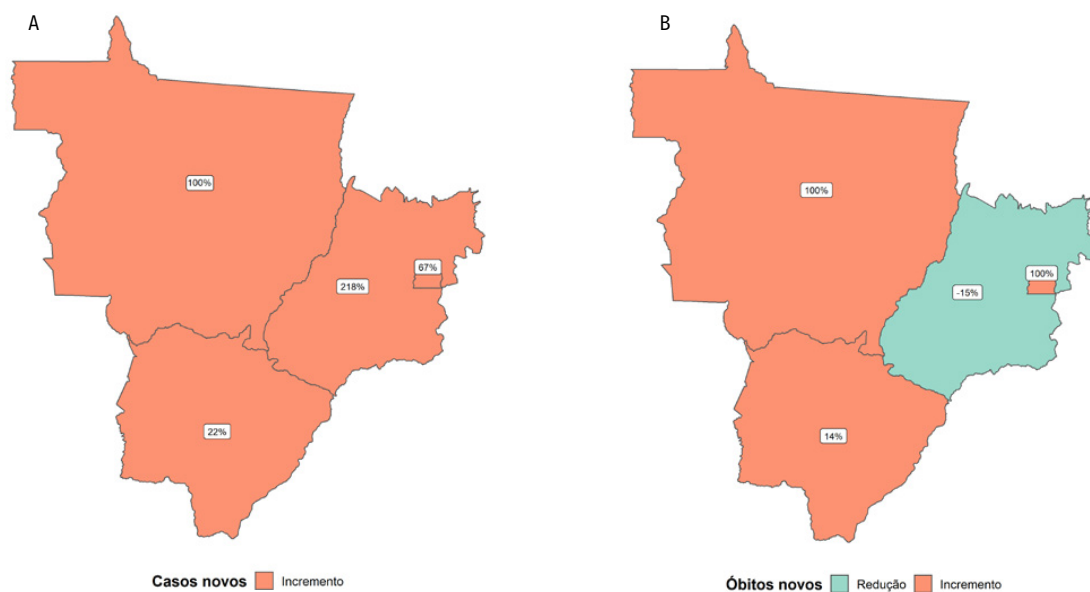 A
100%
67%
218%
22%
Casos novos Incremento
B
100%
100%
-15%
14%
Óbitos novos Redução Incremento